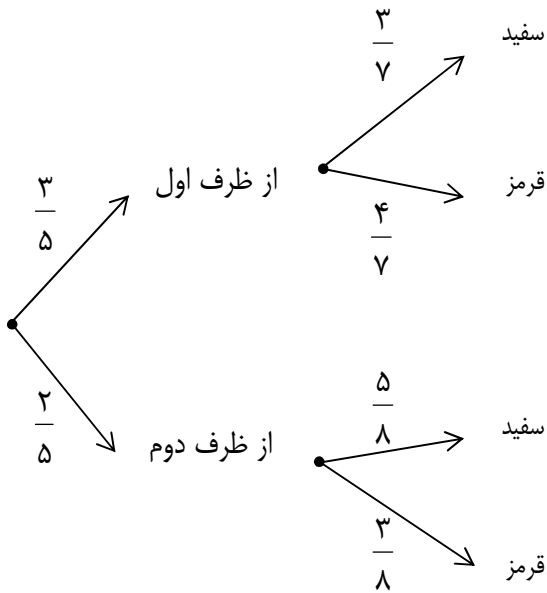 ۳/۷ سفید
۳/۵ از ظرف اول
۴/۷ قرمز
۲/۵ از ظرف دوم
۵/۸ سفید
۳/۸ قرمز